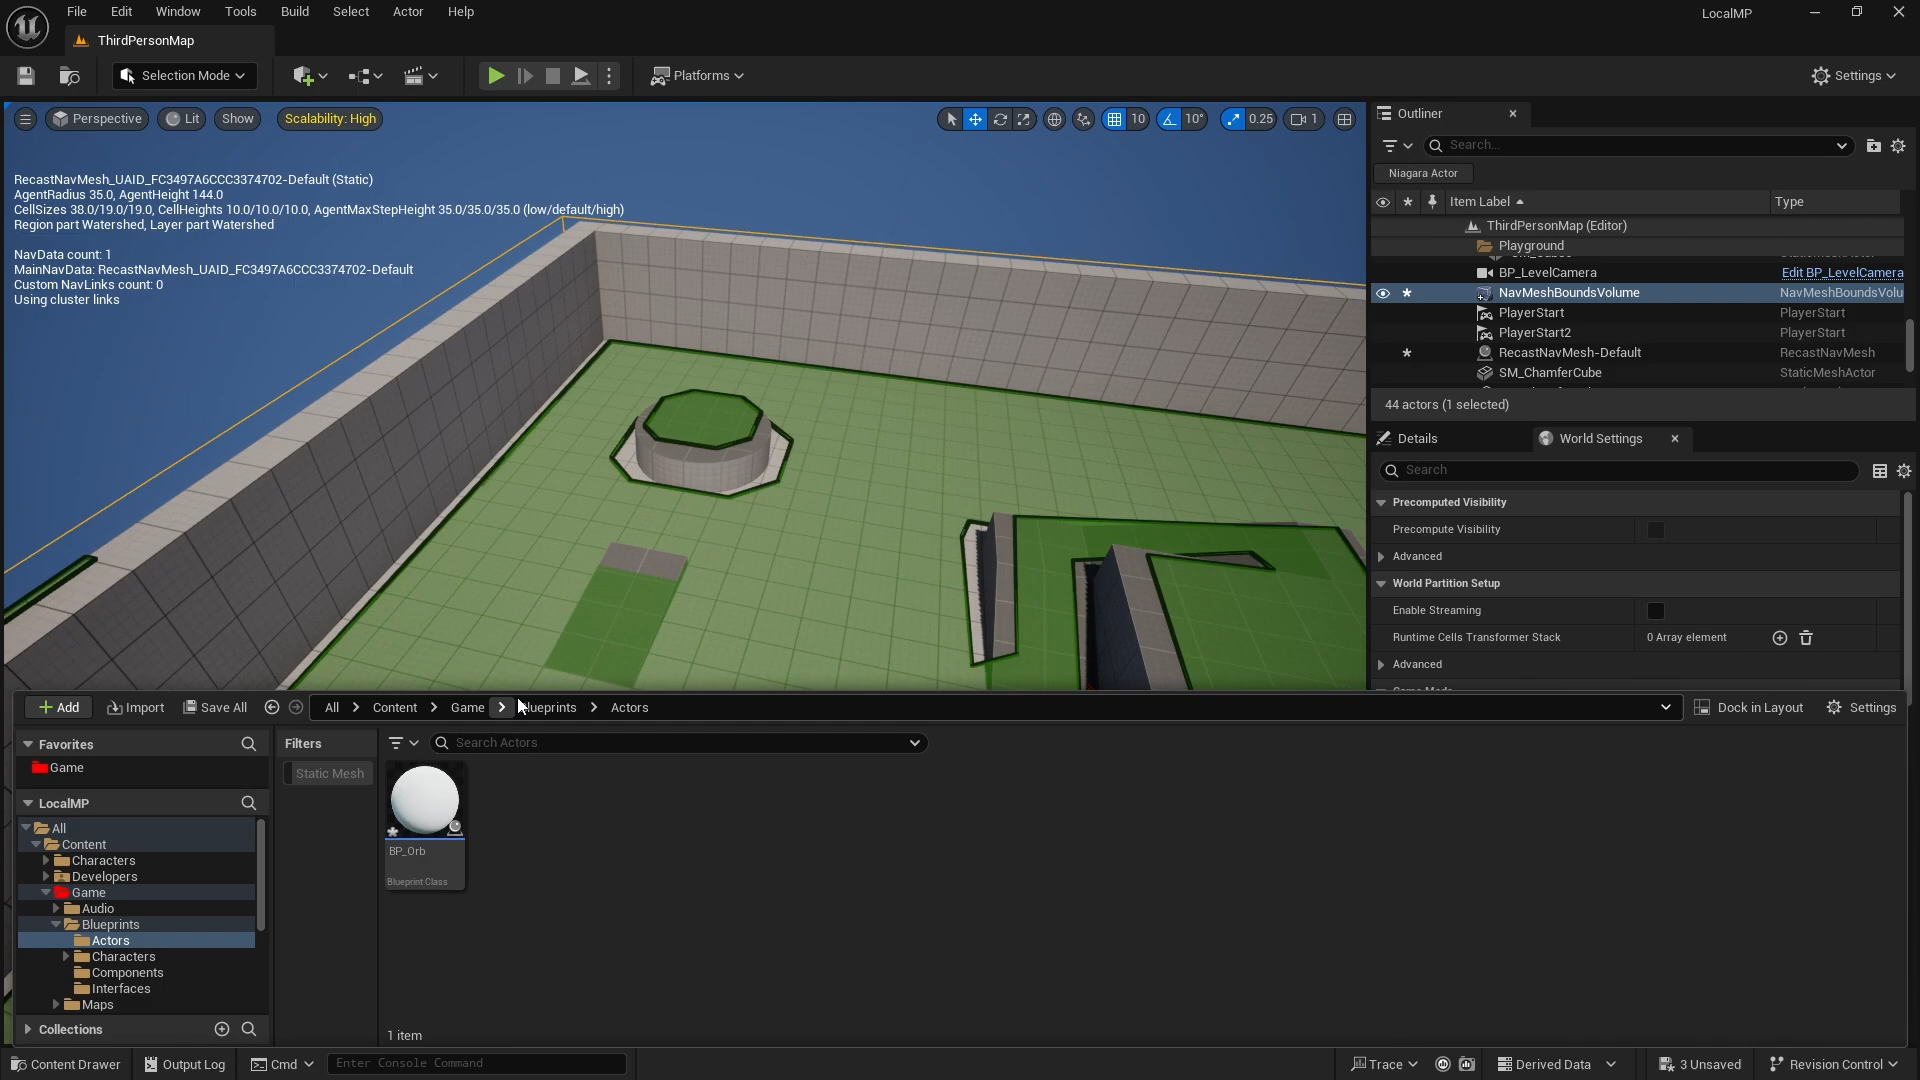 File Edit Window Tools Build Select Actor Help
LocalMP
ThirdPersonMap
Selection Mode
Platforms
Settings
Perspective Lit Show Scalability: High
10 10° 0.25 1
RecastNavMesh_UAID_FC3497A6CCC3374702-Default (Static)
AgentRadius 35.0, AgentHeight 144.0
CellSizes 38.0/19.0/19.0, CellHeights 10.0/10.0/10.0, AgentMaxStepHeight 35.0/35.0/35.0 (low/default/high)
Region part Watershed, Layer part Watershed
NavData count: 1
MainNavData: RecastNavMesh_UAID_FC3497A6CCC3374702-Default
Custom NavLinks count: 0
Using cluster links
Outliner
Search...
Niagara Actor
Item Label Type
ThirdPersonMap (Editor)
Playground
BP_LevelCamera Edit BP_LevelCamera
NavMeshBoundsVolume NavMeshBoundsVolu
PlayerStart PlayerStart
PlayerStart2 PlayerStart
RecastNavMesh-Default RecastNavMesh
SM_ChamferCube StaticMeshActor
44 actors (1 selected)
Details World Settings
Search
Precomputed Visibility
Precompute Visibility
Advanced
World Partition Setup
Enable Streaming
Runtime Cells Transformer Stack 0 Array element
Advanced
Add Import Save All All Content Game lueprints Actors Dock in Layout Settings
Favorites
Game
Filters
Static Mesh
Search Actors
LocalMP
All
Content
Characters
Developers
Game
Audio
Blueprints
Actors
Characters
Components
Interfaces
Maps
Collections
BP_Orb
Blueprint Class
1 item
Content Drawer Output Log Cmd Enter Console Command Trace Derived Data 3 Unsaved Revision Control